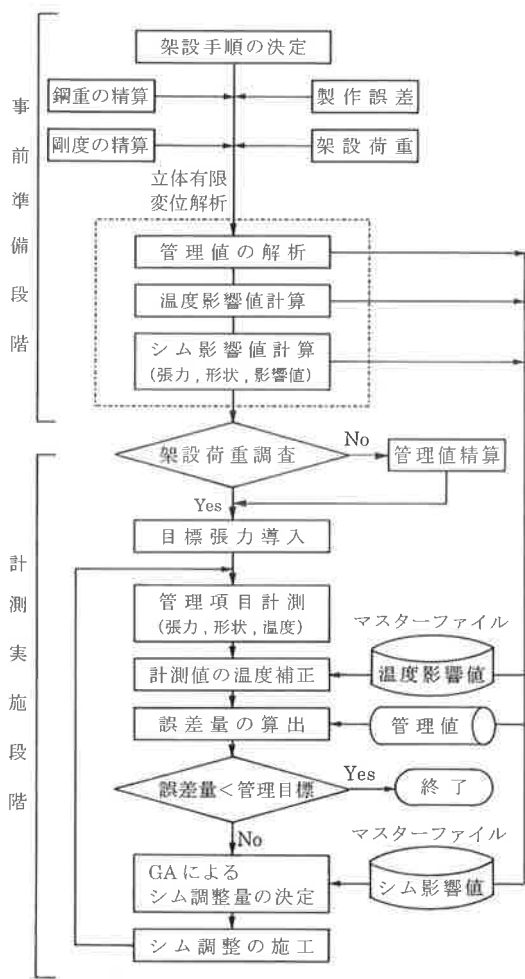 架設手順の決定
鋼重の精算
製作誤差
剛度の精算
架設荷重
立体有限
変位解析
管理値の解析
温度影響値計算
シム影響値計算
(張力,形状,影響値)
事前準備段階
架設荷重調査
No
管理値精算
Yes
目標張力導入
管理項目計測
(張力,形状,温度)
マスターファイル
計測値の温度補正
温度影響値
誤差量の算出
管理値
誤差量<管理目標
Yes
終了
No
マスターファイル
GAによる
シム調整量の決定
シム影響値
シム調整の施工
計測実施段階